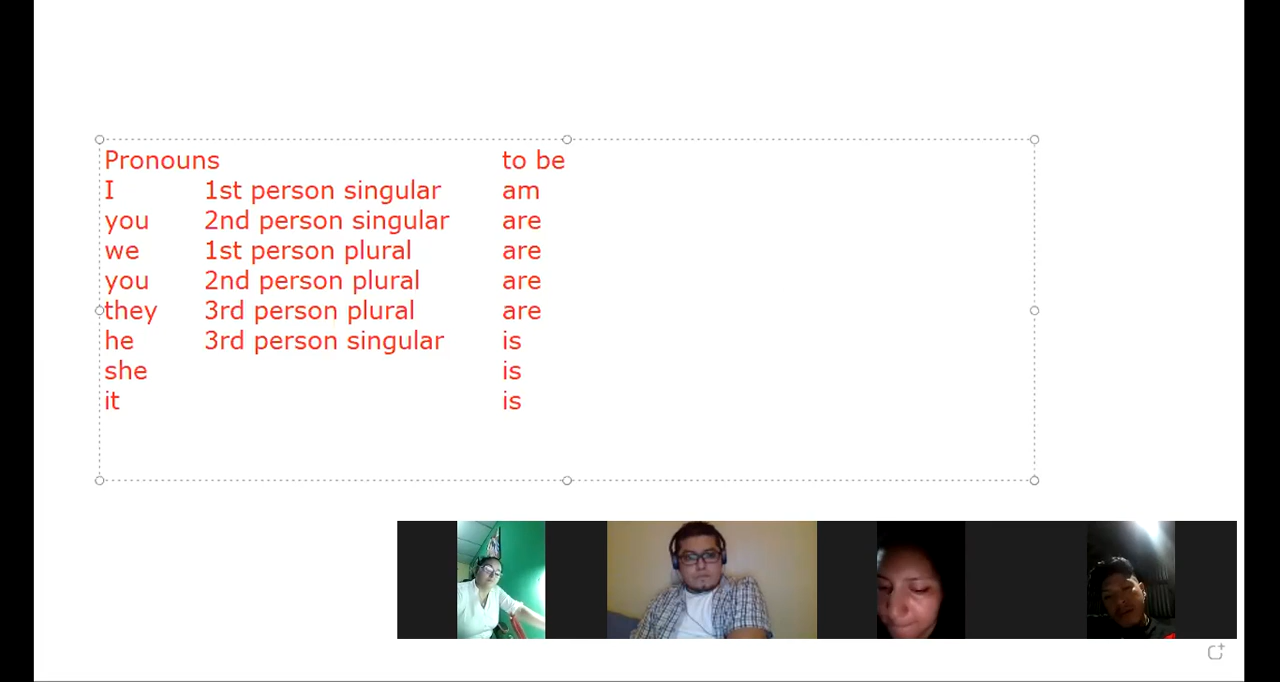 Pronouns to be
I 1st person singular am
you 2nd person singular are
we 1st person plural are
you 2nd person plural are
they 3rd person plural are
he 3rd person singular is
she is
it is